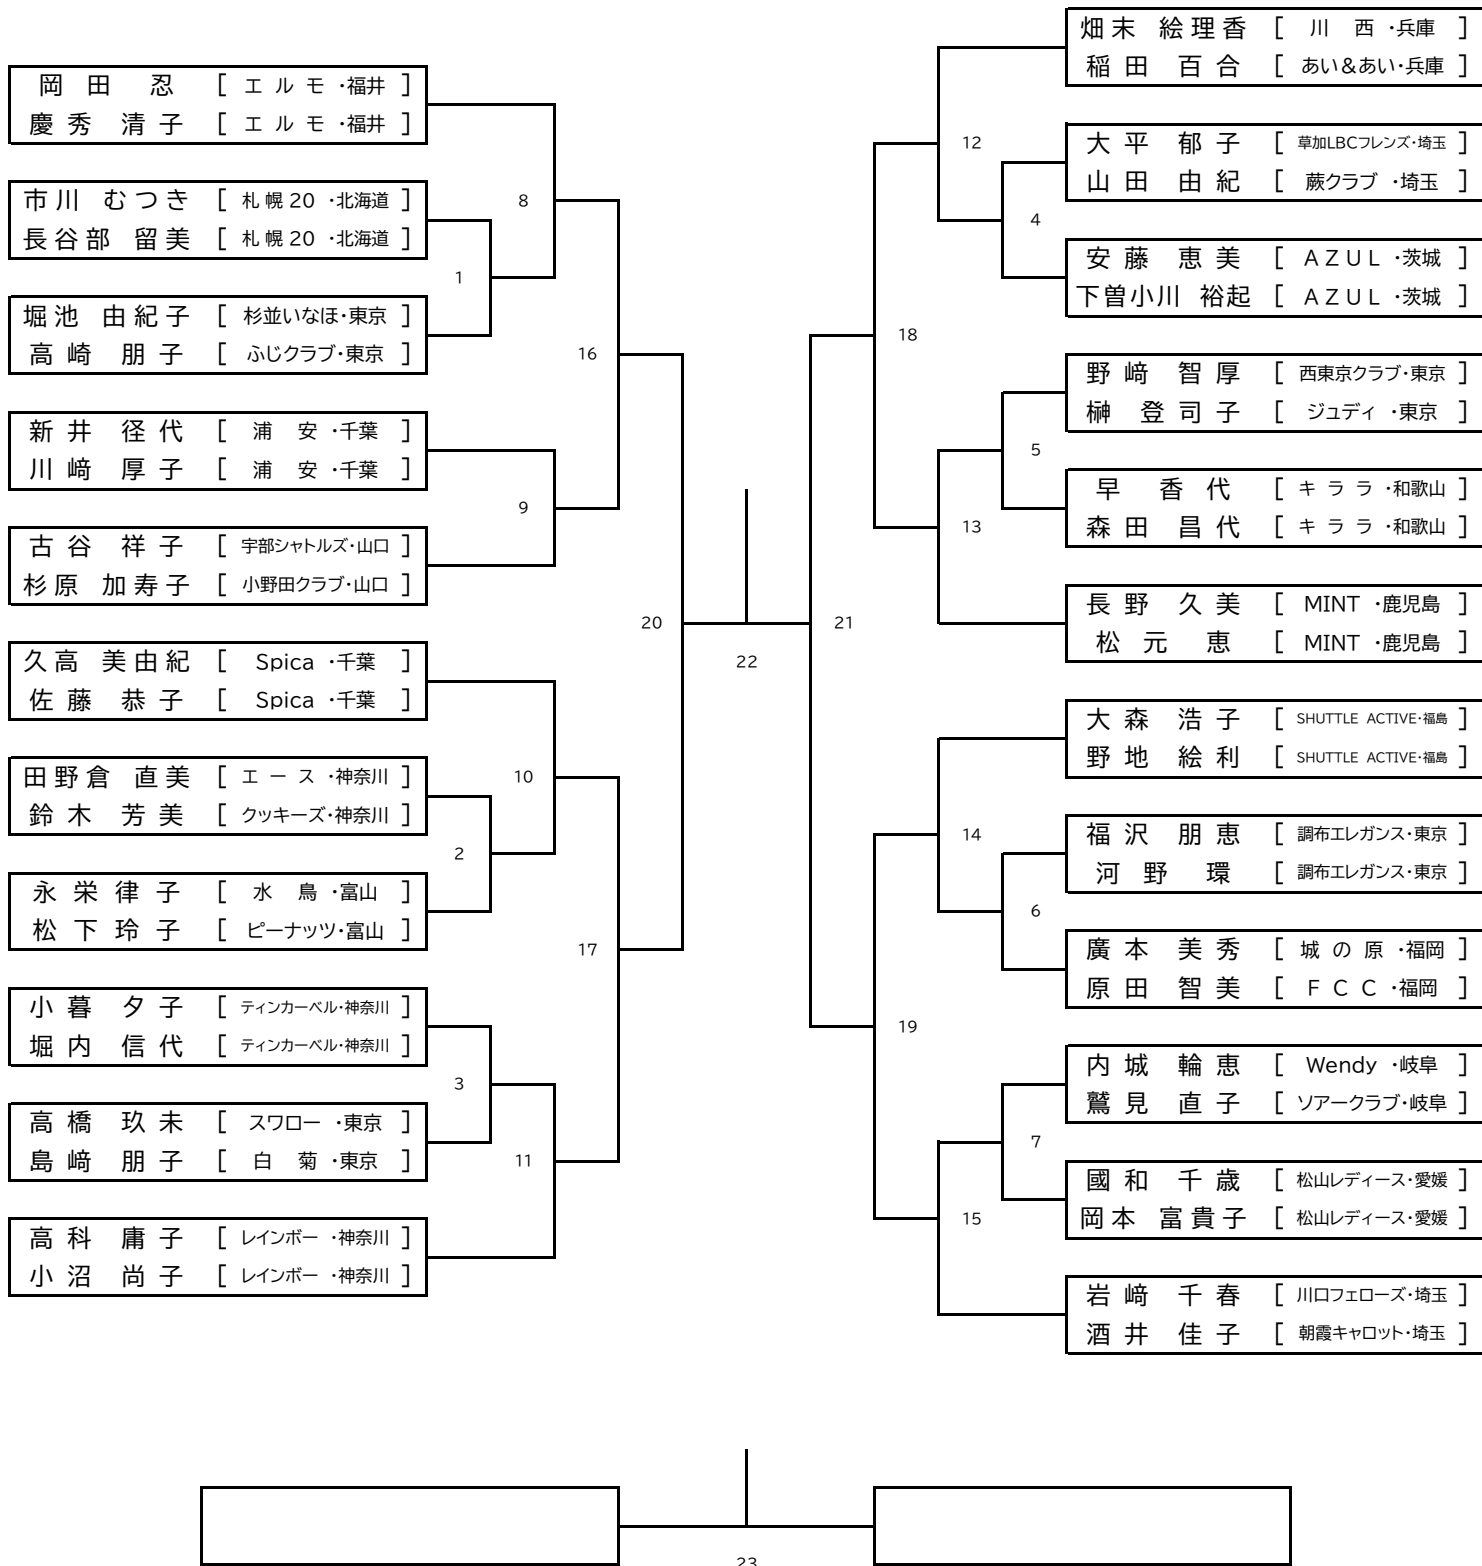 岡田 忍 [ エルモ・福井 ]
慶秀 清子 [ エルモ・福井 ]
市川 むつき [ 札幌20・北海道 ]
長谷部 留美 [ 札幌20・北海道 ]
堀池 由紀子 [ 杉並いなほ・東京 ]
高崎 朋子 [ ふじクラブ・東京 ]
新井 径代 [ 浦安・千葉 ]
川﨑 厚子 [ 浦安・千葉 ]
古谷 祥子 [ 宇部シャトルズ・山口 ]
杉原 加寿子 [ 小野田クラブ・山口 ]
久高 美由紀 [ Spica・千葉 ]
佐藤 恭子 [ Spica・千葉 ]
田野倉 直美 [ エース・神奈川 ]
鈴木 芳美 [ クッキーズ・神奈川 ]
永栄 律子 [ 水鳥・富山 ]
松下 玲子 [ ピーナッツ・富山 ]
小暮 夕子 [ ティンカーベル・神奈川 ]
堀内 信代 [ ティンカーベル・神奈川 ]
高橋 玖未 [ スワロー・東京 ]
島﨑 朋子 [ 白菊・東京 ]
高科 庸子 [ レインボー・神奈川 ]
小沼 尚子 [ レインボー・神奈川 ]
1
2
3
8
9
10
11
16
17
20
22
21
18
19
12
13
14
15
4
5
6
7
畑末 絵理香 [ 川西・兵庫 ]
稲田 百合 [ あい&あい・兵庫 ]
大平 郁子 [ 草加LBCフレンズ・埼玉 ]
山田 由紀 [ 蕨クラブ・埼玉 ]
安藤 恵美 [ AZUL・茨城 ]
下曽小川 裕起 [ AZUL・茨城 ]
野﨑 智厚 [ 西東京クラブ・東京 ]
榊 登司子 [ ジュディ・東京 ]
早 香代 [ キララ・和歌山 ]
森田 昌代 [ キララ・和歌山 ]
長野 久美 [ MINT・鹿児島 ]
松元 恵 [ MINT・鹿児島 ]
大森 浩子 [ SHUTTLE ACTIVE・福島 ]
野地 絵利 [ SHUTTLE ACTIVE・福島 ]
福沢 朋恵 [ 調布エレガンス・東京 ]
河野 環 [ 調布エレガンス・東京 ]
廣本 美秀 [ 城の原・福岡 ]
原田 智美 [ FCC・福岡 ]
内城 輪恵 [ Wendy・岐阜 ]
鷲見 直子 [ ソアークラブ・岐阜 ]
國和 千歳 [ 松山レディース・愛媛 ]
岡本 富貴子 [ 松山レディース・愛媛 ]
岩﨑 千春 [ 川口フェローズ・埼玉 ]
酒井 佳子 [ 朝霞キャロット・埼玉 ]
23